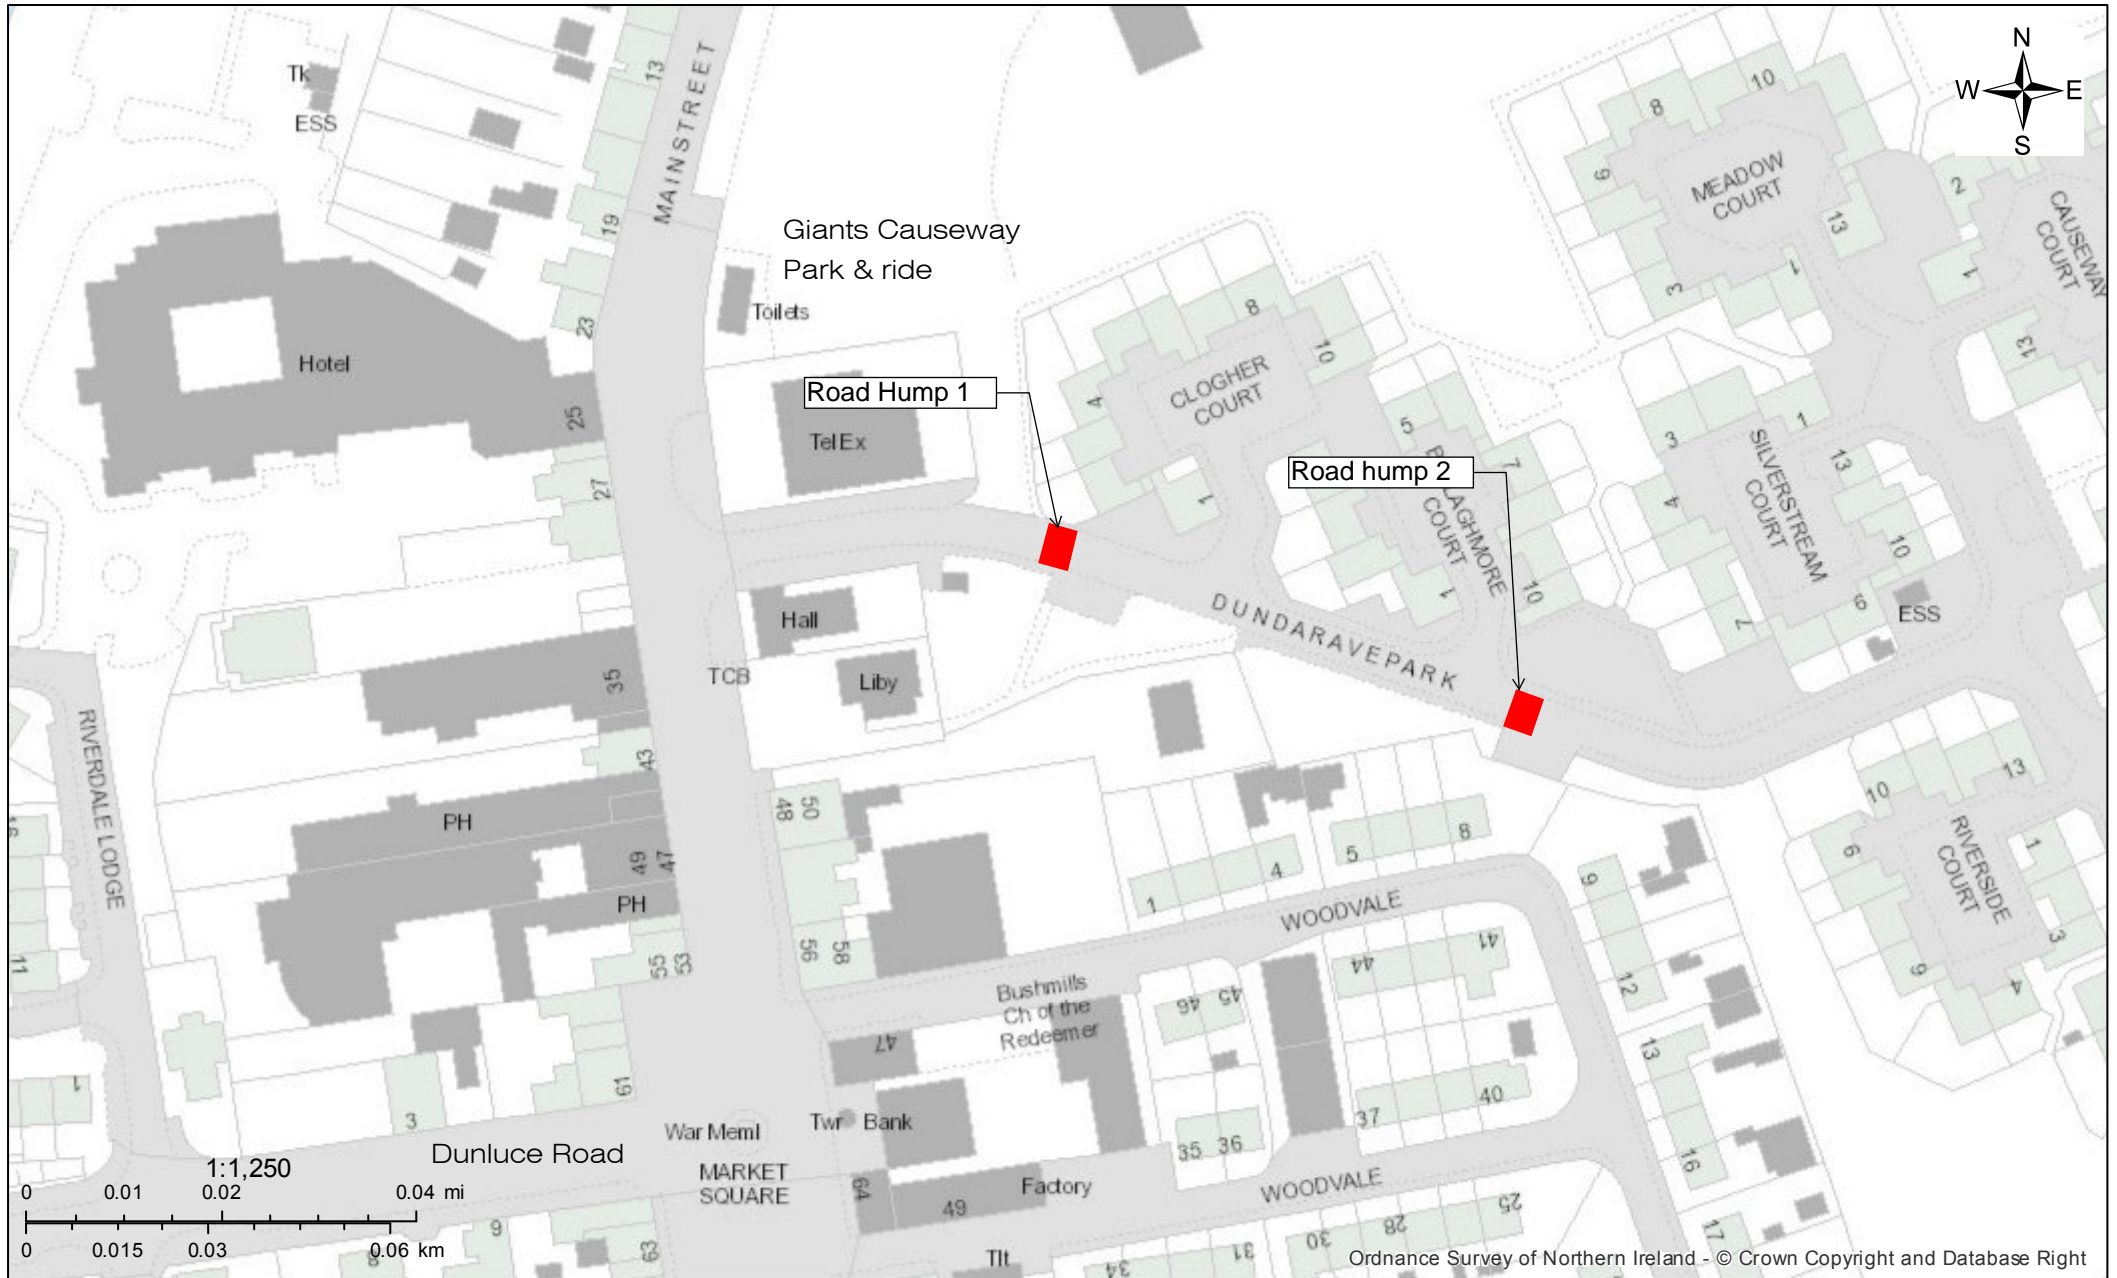 N
W E
S
Tk
ESS
13
MAINSTREET
19
23
Giants Causeway
Park & ride
Toilets
Hotel
25
27
Road Hump 1
TelEx
8
10
4
CLOGHER
COURT
1
5
7
LAGHMORE
COURT
1
10
Road hump 2
8
10
6
MEADOW
COURT
13
3
1
2
1
CAUSEWAY
COURT
13
3
1
4
SILVERSTREAM
COURT
13
10
9
7
ESS
DUNDARAVEPARK
Hall
TCB
Liby
35
43
RIVERDALE LODGE
PH
49
47
PH
55
53
61
48
50
56
58
1
4
5
8
WOODVALE
9
12
13
16
17
10
13
6
RIVERSIDE
COURT
1
3
9
4
16
11
1
3
Bushmills
Ch of the
Redeemer
46
45
44
41
47
35 36
37
40
War Meml
Twr
Bank
MARKET
SQUARE
64
49
Factory
WOODVALE
Dunluce Road
63
Tlt
34
31
30
28
25
1:1,250
0 0.01 0.02 0.04 mi
0 0.015 0.03 0.06 km
8
6
Ordnance Survey of Northern Ireland - © Crown Copyright and Database Right